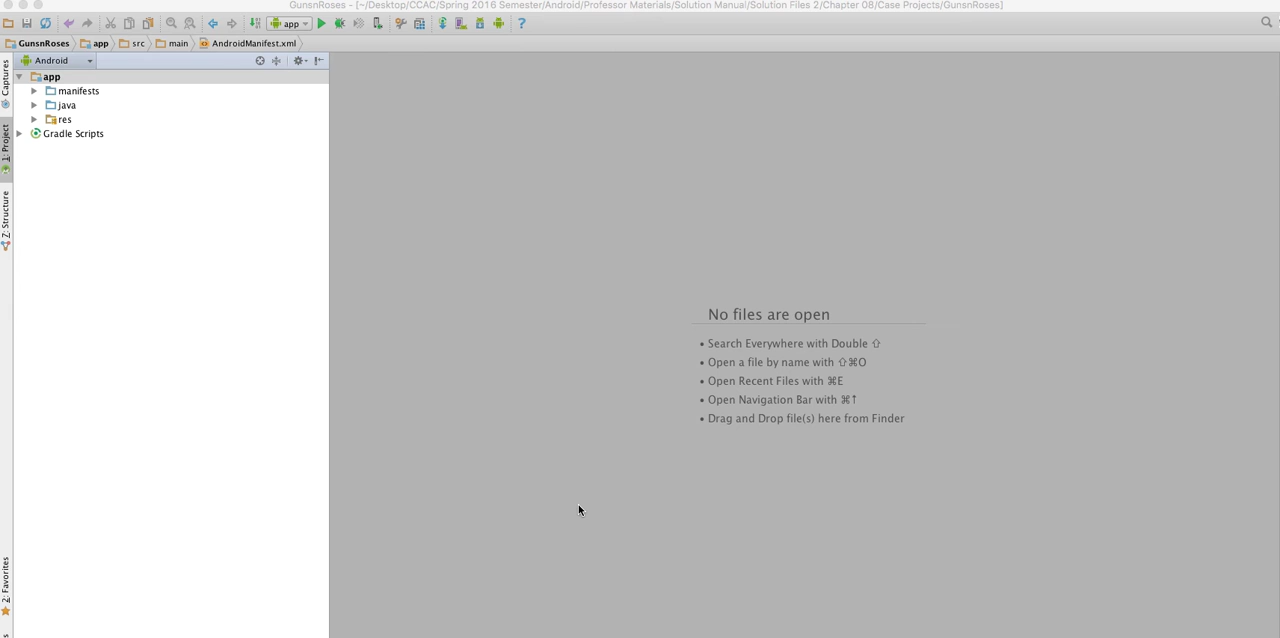 GunsnRoses - [~/Desktop/CCAC/Spring 2016 Semester/Android/Professor Materials/Solution Manual/Solution Files 2/Chapter 08/Case Projects/GunsnRoses]
app
GunsnRoses app src main AndroidManifest.xml
Captures
1: Project
Z: Structure
2: Favorites
Android
app
manifests
java
res
Gradle Scripts
No files are open
• Search Everywhere with Double ⇧
• Open a file by name with ⇧⌘O
• Open Recent Files with ⌘E
• Open Navigation Bar with ⌘↑
• Drag and Drop file(s) here from Finder